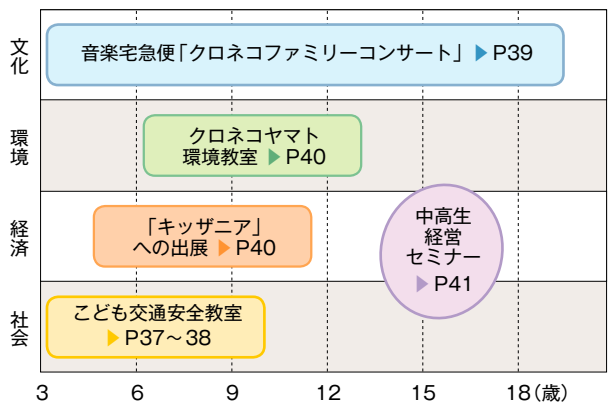 文化
音楽宅急便「クロネコファミリーコンサート」▶P39
環境
クロネコヤマト
環境教室 ▶P40
経済
「キッザニア」
への出展 ▶P40
中高生
経営
セミナー
▶P41
社会
こども交通安全教室
▶P37～38
3 6 9 12 15 18(歳)